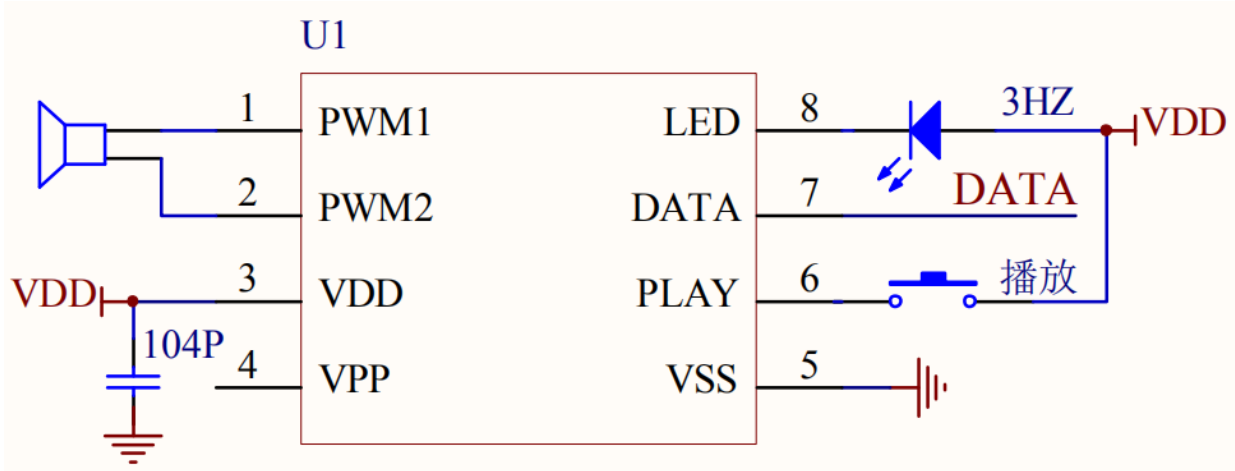 U1
1 PWM1 LED 8 3HZ VDD
2 PWM2 DATA 7 DATA
VDD 3 VDD PLAY 6 播放
104P
4 VPP VSS 5